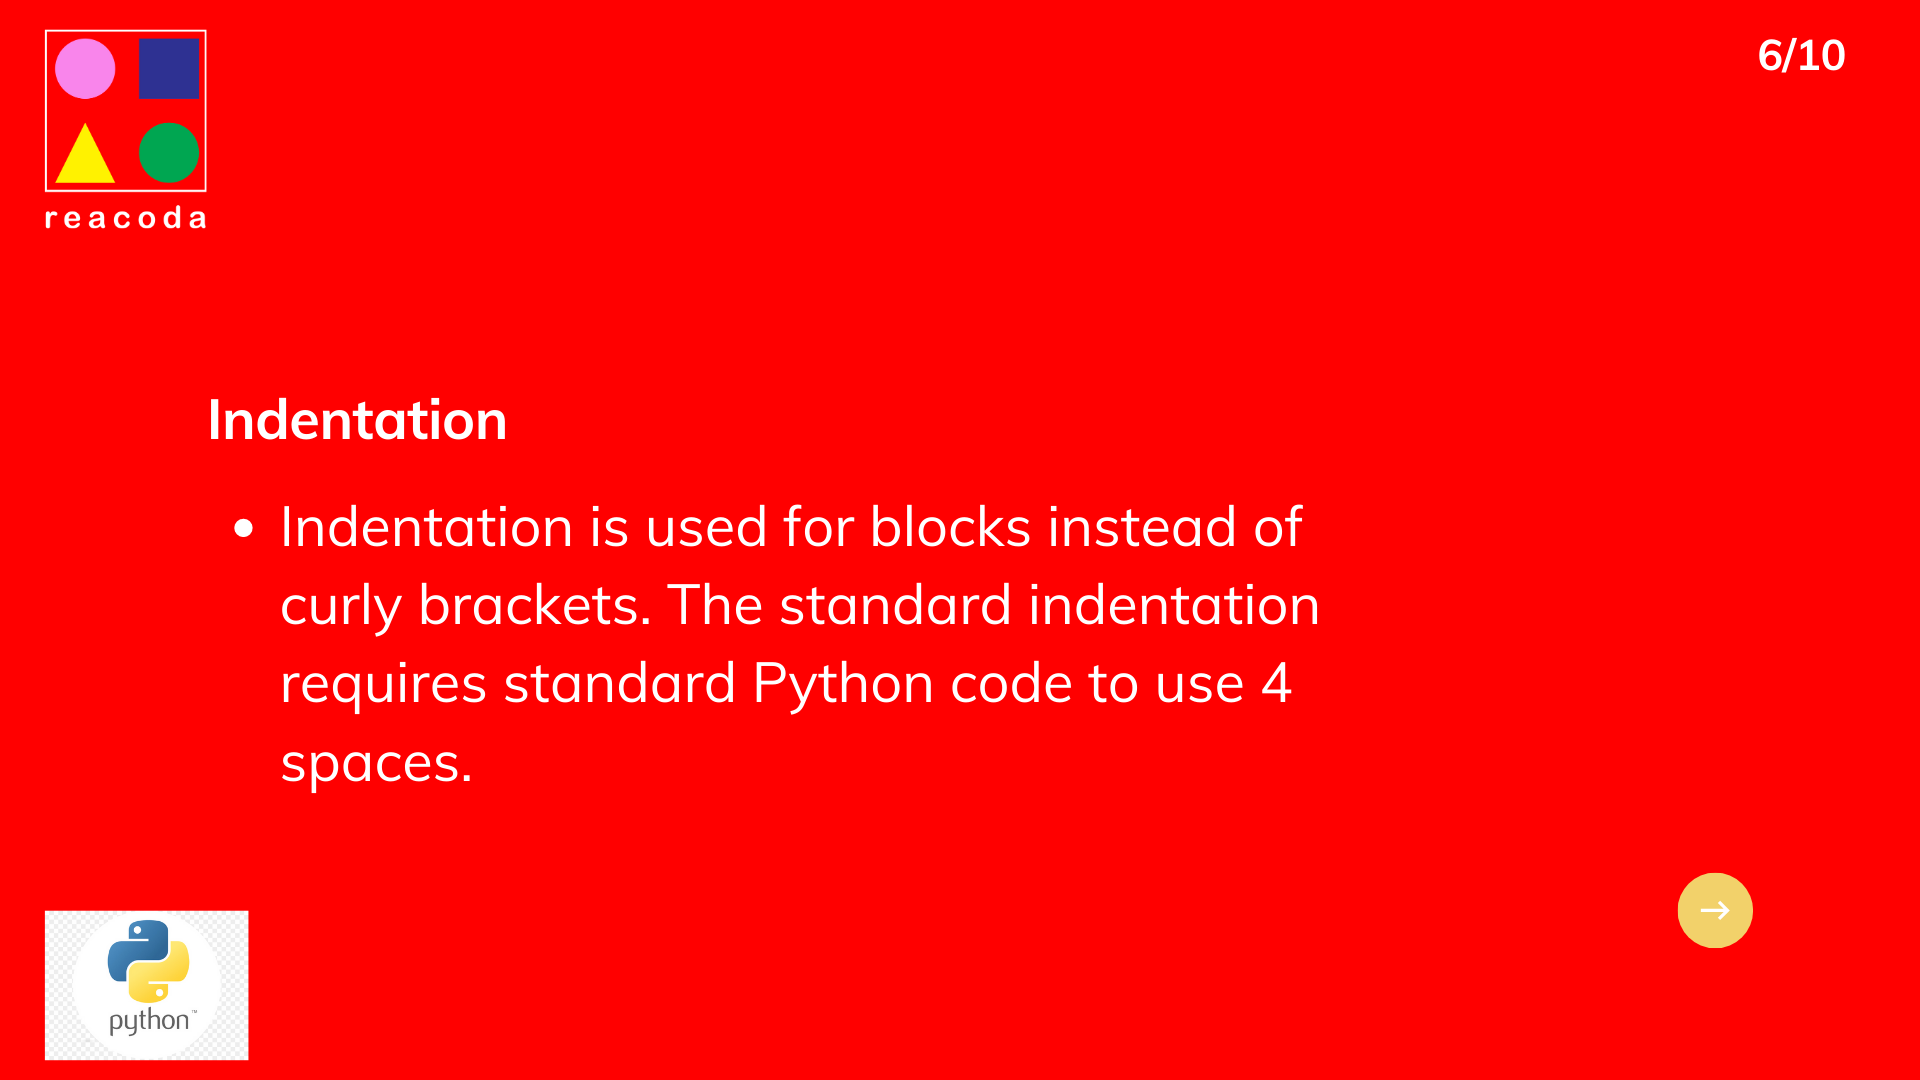 6/10
reacoda
Indentation
• Indentation is used for blocks instead of
curly brackets. The standard indentation
requires standard Python code to use 4
spaces.
python™